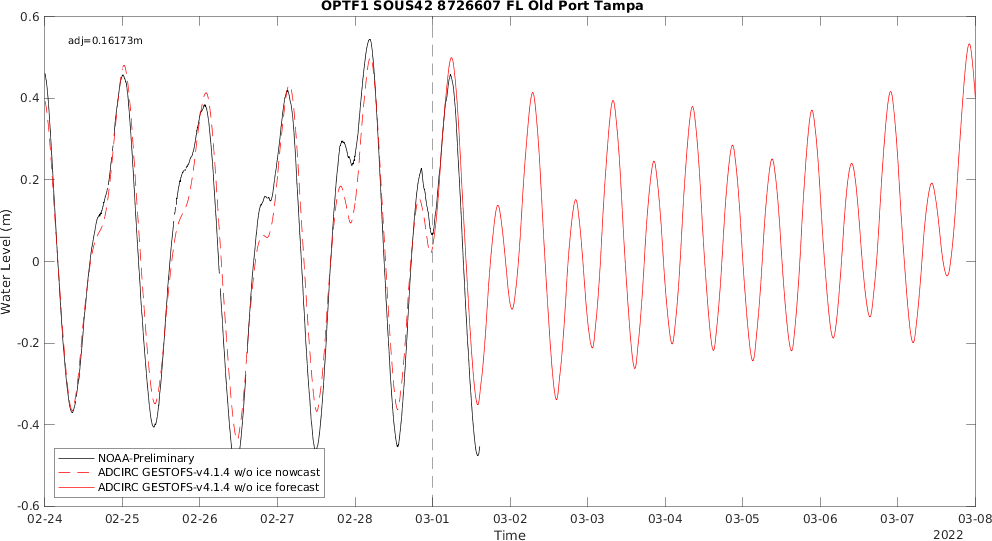 OPTF1 SOUS42 8726607 FL Old Port Tampa
adj=0.16173m
0.6
0.4
0.2
0
-0.2
-0.4
-0.6
Water Level (m)
NOAA-Preliminary
ADCIRC GESTOFS-v4.1.4 w/o ice nowcast
ADCIRC GESTOFS-v4.1.4 w/o ice forecast
02-24 02-25 02-26 02-27 02-28 03-01 03-02 03-03 03-04 03-05 03-06 03-07 03-08
Time
2022